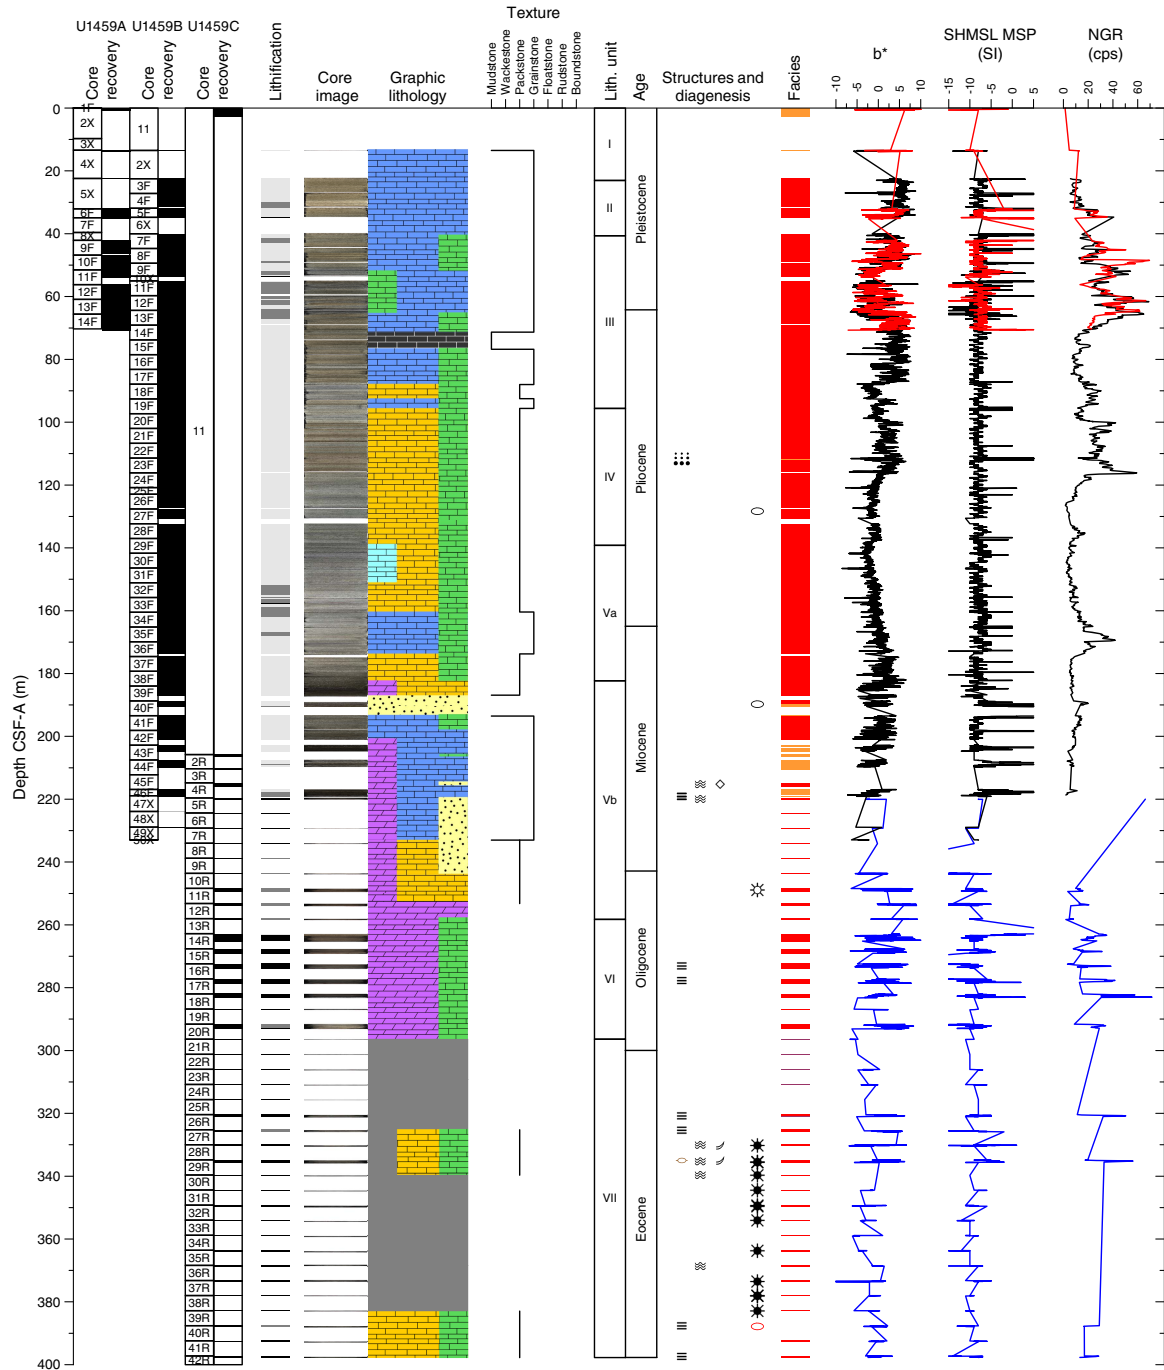 Texture
U1459A U1459B U1459C
Core
recovery
Core
recovery
Core
recovery
Lithification
Core
image
Graphic
lithology
Mudstone
Wackestone
Packstone
Grainstone
Floatstone
Rudstone
Boundstone
Lith. unit
Age
Structures and
diagenesis
Facies
b*
SHMSL MSP
(SI)
NGR
(cps)
-10
-5
0
5
10
-15
-10
-5
0
5
0
20
40
60
Depth CSF-A (m)
0
20
40
60
80
100
120
140
160
180
200
220
240
260
280
300
320
340
360
380
400
1F
2X
3X
4X
5X
6F
7F
8X
9F
10F
11F
12F
13F
14F
11
2X
3F
4F
5F
6X
7F
8F
9F
10X
11F
12F
13F
14F
15F
16F
17F
18F
19F
20F
21F
22F
23F
24F
25F
26F
27F
28F
29F
30F
31F
32F
33F
34F
35F
36F
37F
38F
39F
40F
41F
42F
43F
44F
45F
46F
47X
48X
49X
50X
11
2R
3R
4R
5R
6R
7R
8R
9R
10R
11R
12R
13R
14R
15R
16R
17R
18R
19R
20R
21R
22R
23R
24R
25R
26R
27R
28R
29R
30R
31R
32R
33R
34R
35R
36R
37R
38R
39R
40R
41R
42R
I
II
III
IV
Va
Vb
VI
VII
Pleistocene
Pliocene
Miocene
Oligocene
Eocene